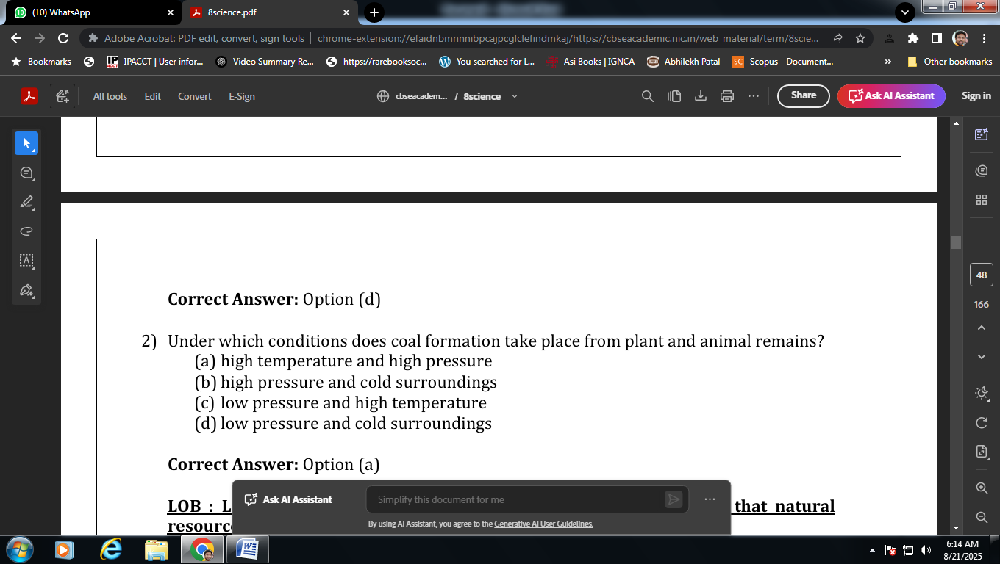 (10) WhatsApp
8science.pdf
Adobe Acrobat: PDF edit, convert, sign tools | chrome-extension://efaidnbmnnnibpcajpcglclefindmkaj/https://cbseacademic.nic.in/web_material/term/8scie...
Bookmarks IPACCT | User infor... Video Summary Re... https://rarebooksoc... You searched for L... Asi Books | IGNCA Abhilekh Patal SC Scopus - Document... » Other bookmarks
All tools Edit Convert E-Sign cbseacadem... / 8science Share Ask AI Assistant Sign in
Correct Answer: Option (d)
2) Under which conditions does coal formation take place from plant and animal remains?
(a) high temperature and high pressure
(b) high pressure and cold surroundings
(c) low pressure and high temperature
(d) low pressure and cold surroundings
Correct Answer: Option (a)
LOB : L
that natural
resourc
Ask AI Assistant Simplify this document for me
By using AI Assistant, you agree to the Generative AI User Guidelines.
48
166
6:14 AM
8/21/2025